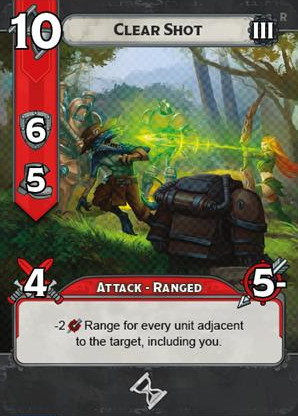 10
CLEAR SHOT
III
R
6
5
4
ATTACK - RANGED
5-
-2 Range for every unit adjacent
to the target, including you.